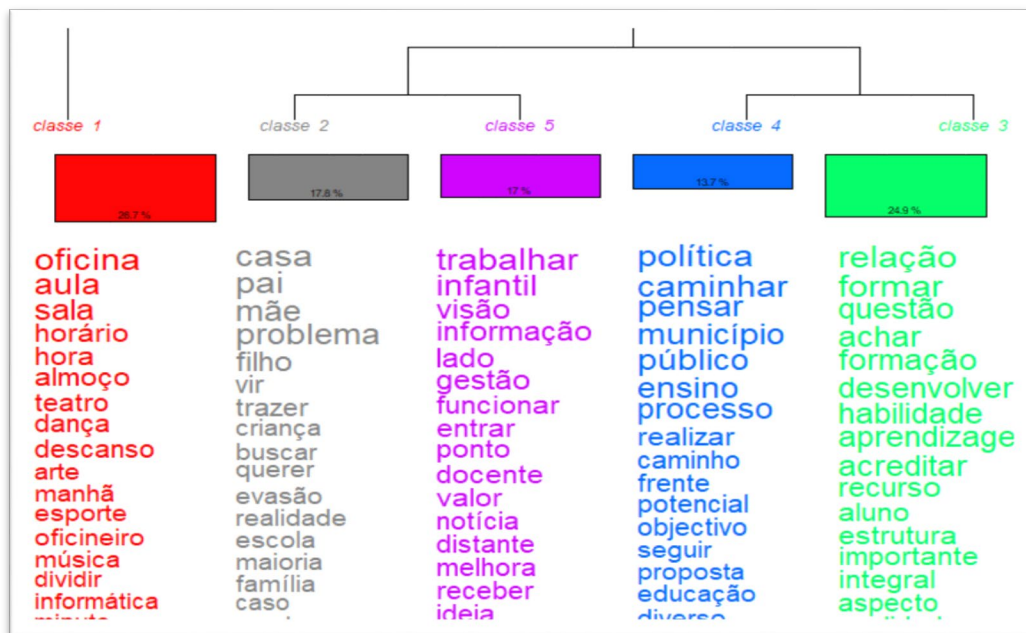 classe 1
classe 2
classe 5
classe 4
classe 3
26.7 %
17.8 %
17 %
13.7 %
24.9 %
oficina
aula
sala
horário
hora
almoço
teatro
dança
descanso
arte
manhã
esporte
oficineiro
música
dividir
informática
casa
pai
mãe
problema
filho
vir
trazer
criança
buscar
querer
evasão
realidade
escola
maioria
família
caso
trabalhar
infantil
visão
informação
lado
gestão
funcionar
entrar
ponto
docente
valor
notícia
distante
melhora
receber
ideia
política
caminhar
pensar
município
público
ensino
processo
realizar
caminho
frente
potencial
objectivo
seguir
proposta
educação
diverso
relação
formar
questão
achar
formação
desenvolver
habilidade
aprendizage
acreditar
recurso
aluno
estrutura
importante
integral
aspecto